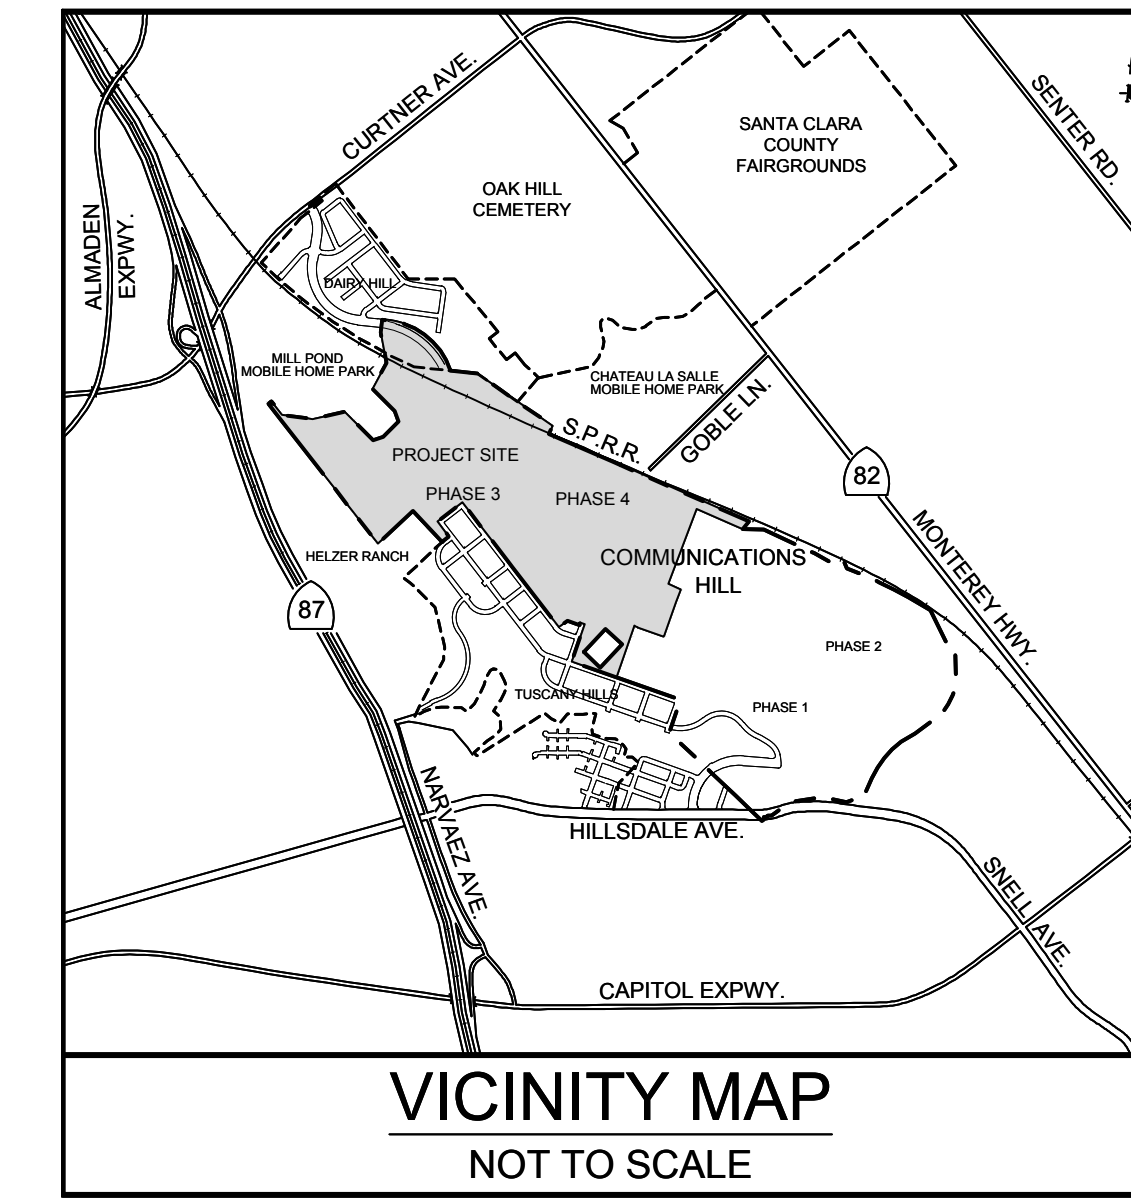 CURTNER AVE.
SANTA CLARA
COUNTY
FAIRGROUNDS
SENTER RD.
OAK HILL
CEMETERY
ALMADEN
EXPWY.
DAIRY HILL
MILL POND
MOBILE HOME PARK
CHATEAU LA SALLE
MOBILE HOME PARK
GOBLE LN.
S.P.R.R.
PROJECT SITE
PHASE 3
PHASE 4
82
MONTEREY HWY.
HELZER RANCH
COMMUNICATIONS
HILL
87
PHASE 2
TUSCANY HILLS
PHASE 1
NARVAEZ AVE.
HILLSDALE AVE.
SNELL AVE.
CAPITOL EXPWY.
VICINITY MAP
NOT TO SCALE